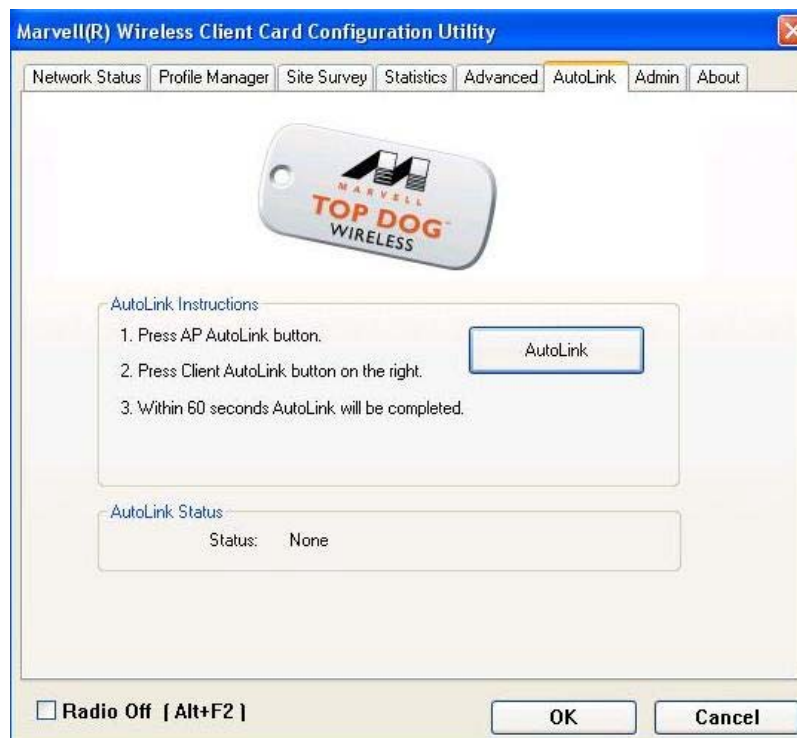 Marvell(R) Wireless Client Card Configuration Utility
Network Status Profile Manager Site Survey Statistics Advanced AutoLink Admin About
MARVELL
TOP DOG™
WIRELESS
AutoLink Instructions
1. Press AP AutoLink button.
AutoLink
2. Press Client AutoLink button on the right.
3. Within 60 seconds AutoLink will be completed.
AutoLink Status
Status: None
Radio Off ( Alt+F2 )
OK Cancel